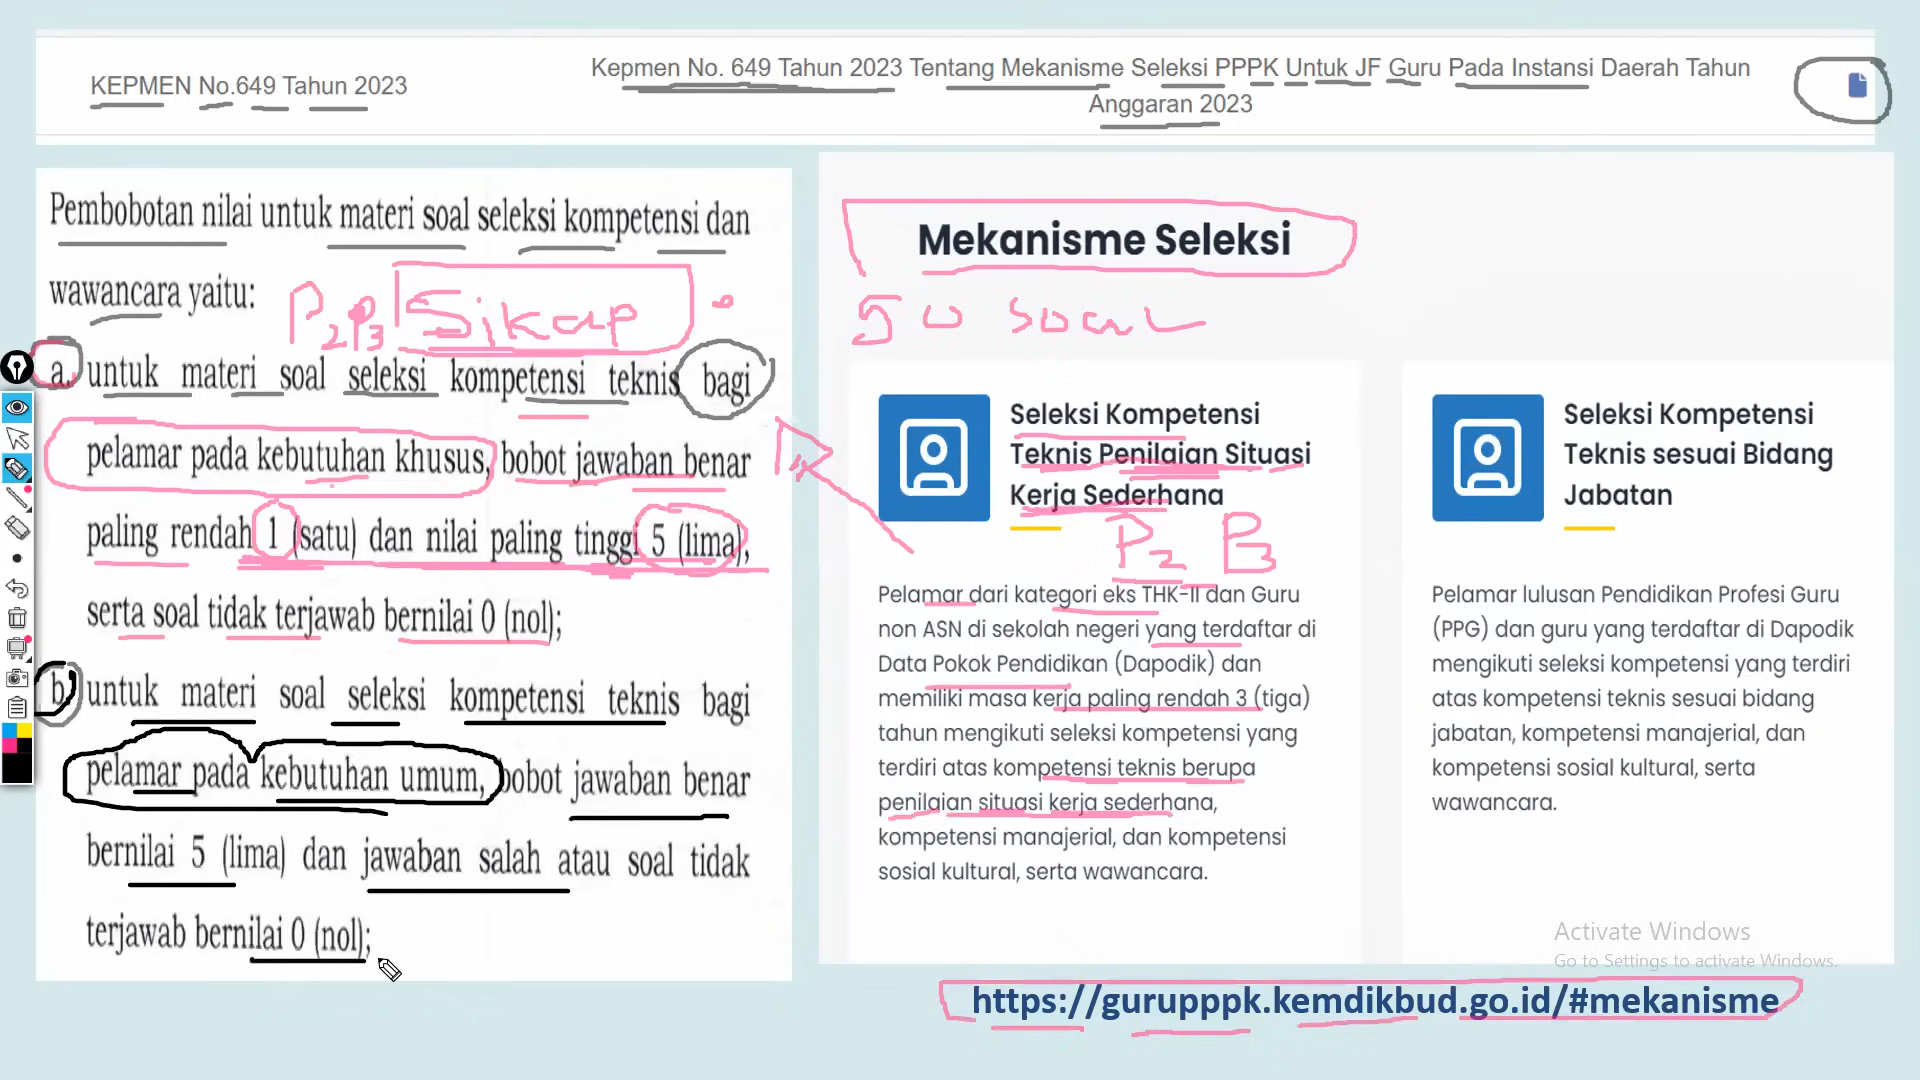 KEPMEN No.649 Tahun 2023
Kepmen No. 649 Tahun 2023 Tentang Mekanisme Seleksi PPPK Untuk JF Guru Pada Instansi Daerah Tahun
Anggaran 2023
Pembobotan nilai untuk materi soal seleksi kompetensi dan
wawancara yaitu:
P2 P3 Sikap
a. untuk materi soal seleksi kompetensi teknis bagi
pelamar pada kebutuhan khusus, bobot jawaban benar
paling rendah 1 (satu) dan nilai paling tinggi 5 (lima),
serta soal tidak terjawab bernilai 0 (nol);
b. untuk materi soal seleksi kompetensi teknis bagi
pelamar pada kebutuhan umum, bobot jawaban benar
bernilai 5 (lima) dan jawaban salah atau soal tidak
terjawab bernilai 0 (nol);
Mekanisme Seleksi
50 soal
Seleksi Kompetensi
Teknis Penilaian Situasi
Kerja Sederhana
P2 P3
Pelamar dari kategori eks THK-II dan Guru
non ASN di sekolah negeri yang terdaftar di
Data Pokok Pendidikan (Dapodik) dan
memiliki masa kerja paling rendah 3 (tiga)
tahun mengikuti seleksi kompetensi yang
terdiri atas kompetensi teknis berupa
penilaian situasi kerja sederhana,
kompetensi manajerial, dan kompetensi
sosial kultural, serta wawancara.
Seleksi Kompetensi
Teknis sesuai Bidang
Jabatan
Pelamar lulusan Pendidikan Profesi Guru
(PPG) dan guru yang terdaftar di Dapodik
mengikuti seleksi kompetensi yang terdiri
atas kompetensi teknis sesuai bidang
jabatan, kompetensi manajerial, dan
kompetensi sosial kultural, serta
wawancara.
Activate Windows
Go to Settings to activate Windows.
https://gurupppk.kemdikbud.go.id/#mekanisme